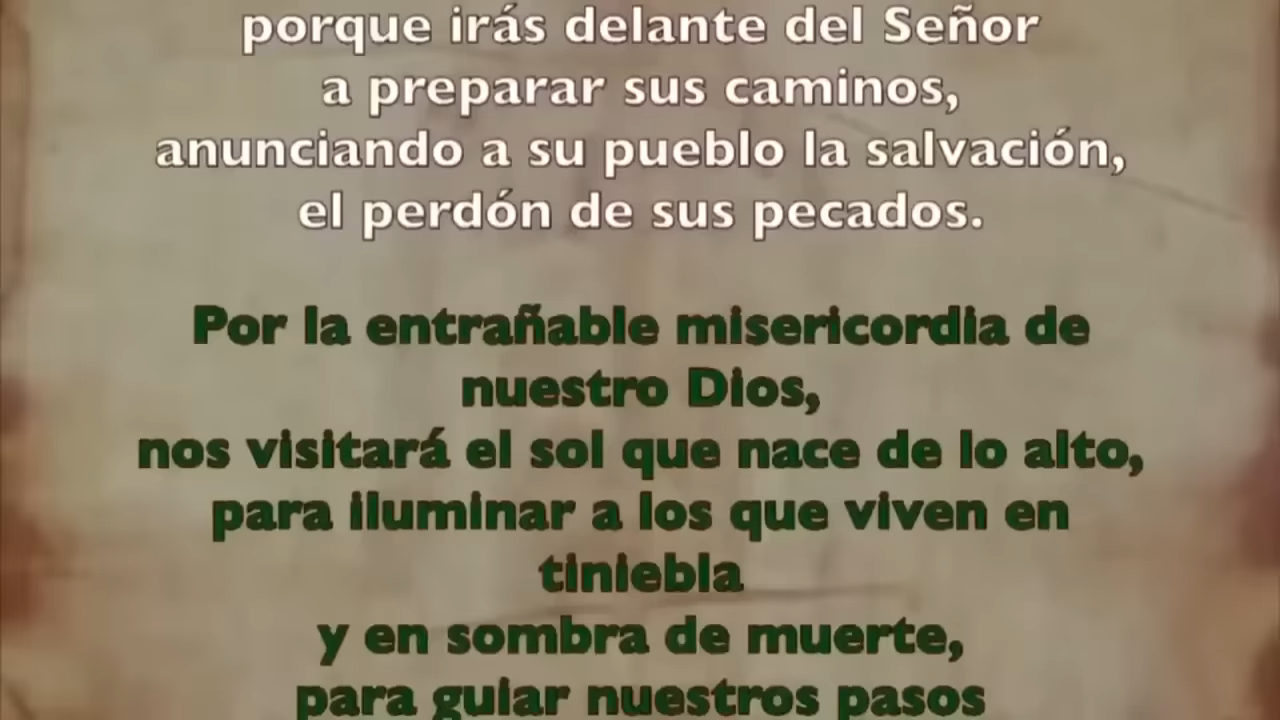 porque irás delante del Señor
a preparar sus caminos,
anunciando a su pueblo la salvación,
el perdón de sus pecados.
Por la entrañable misericordia de
nuestro Dios,
nos visitará el sol que nace de lo alto,
para iluminar a los que viven en
tiniebla
y en sombra de muerte,
para guiar nuestros pasos